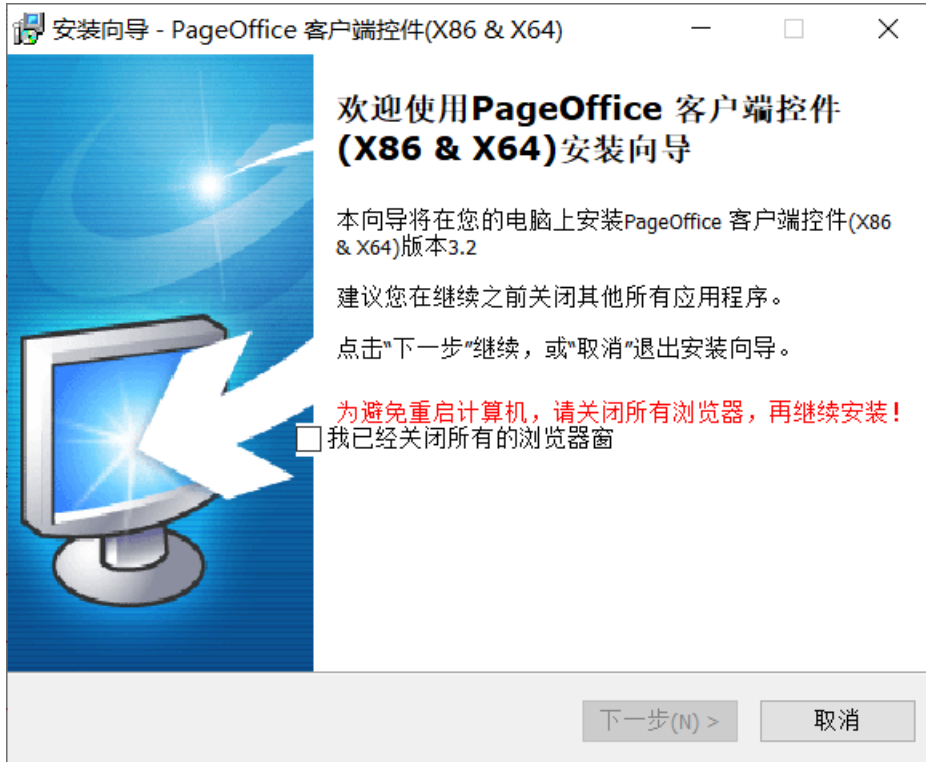 安装向导 - PageOffice 客户端控件(X86 & X64)
欢迎使用PageOffice 客户端控件
(X86 & X64)安装向导
本向导将在您的电脑上安装PageOffice 客户端控件(X86
& X64)版本3.2
建议您在继续之前关闭其他所有应用程序。
点击“下一步”继续，或“取消”退出安装向导。
为避免重启计算机，请关闭所有浏览器，再继续安装！
我已经关闭所有的浏览器窗
下一步(N) >
取消